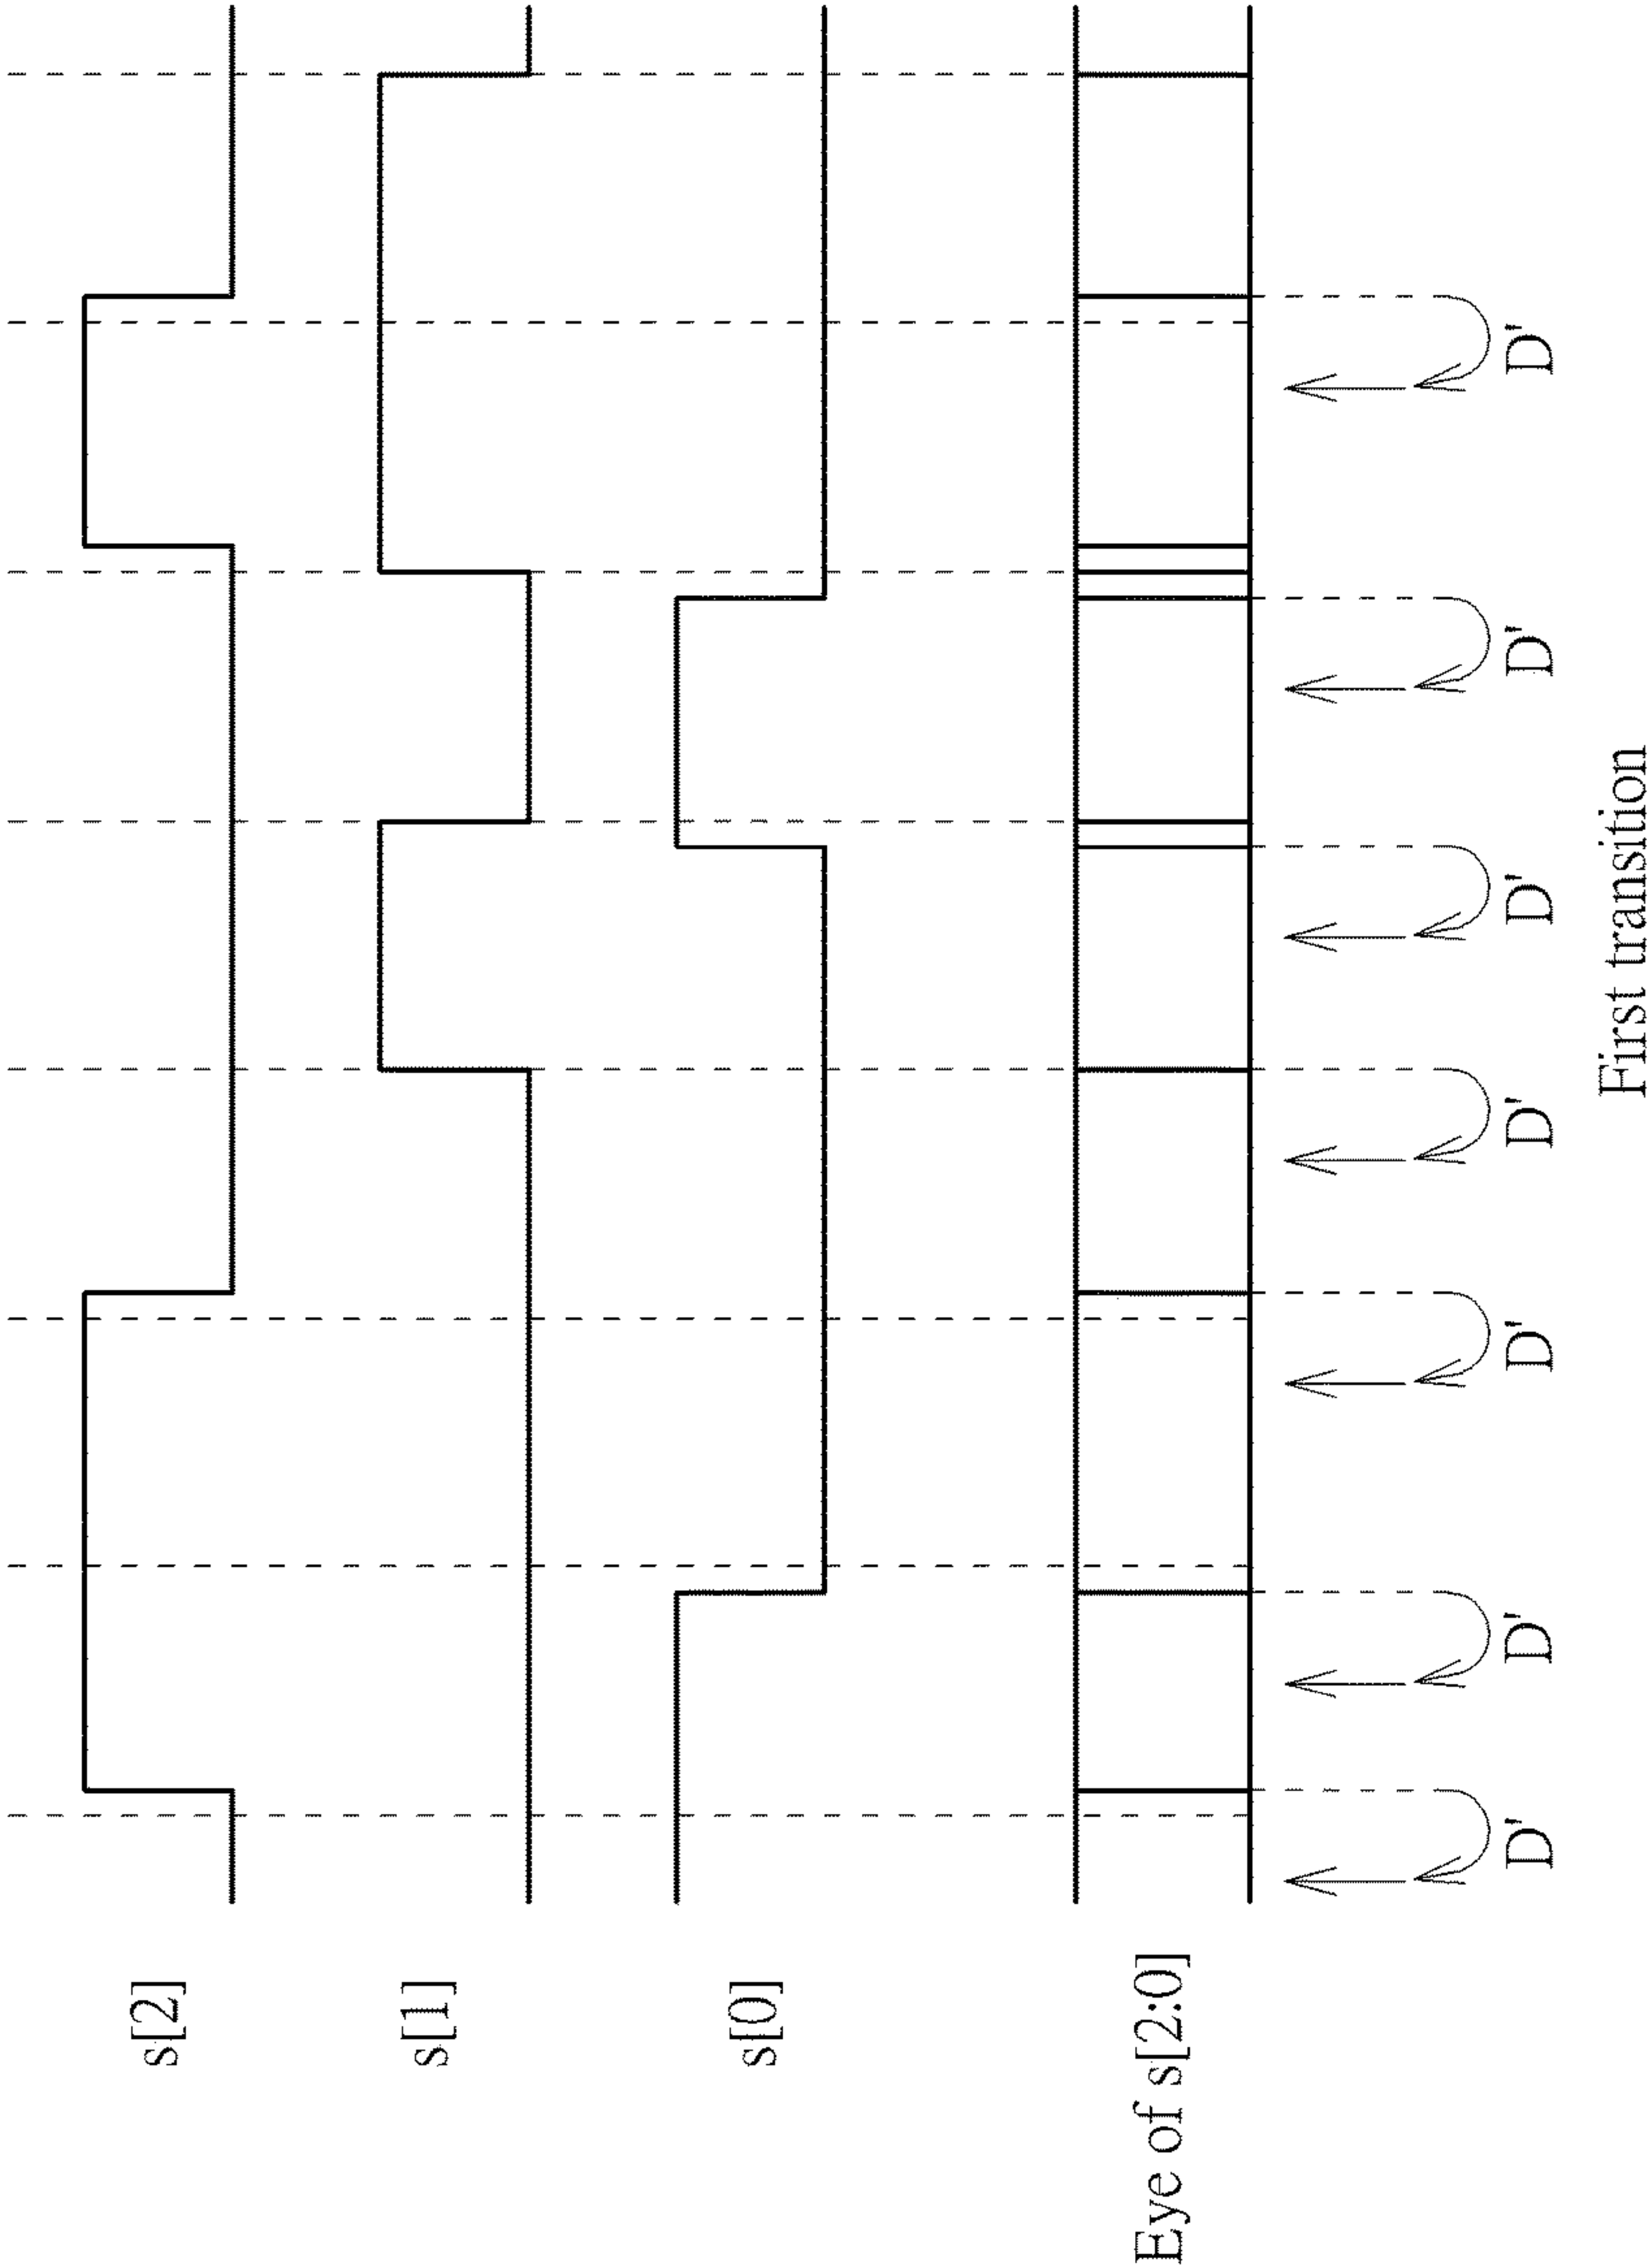 s[2]
s[1]
s[0]
Eye of s[2:0]
D' D' D' D' D' D' D'
First transition